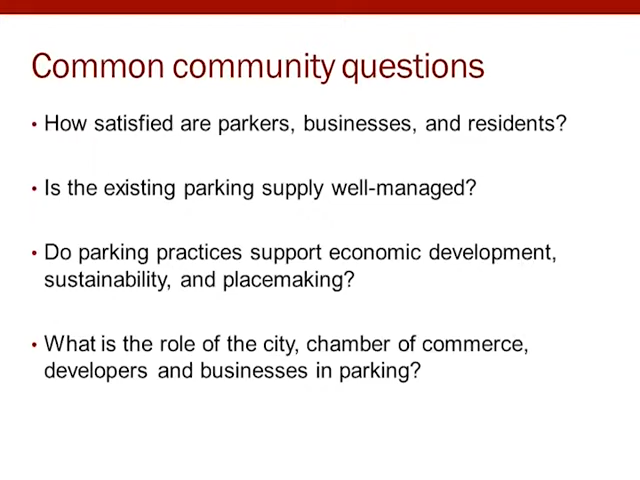 Common community questions
• How satisfied are parkers, businesses, and residents?
• Is the existing parking supply well-managed?
• Do parking practices support economic development,
sustainability, and placemaking?
• What is the role of the city, chamber of commerce,
developers and businesses in parking?